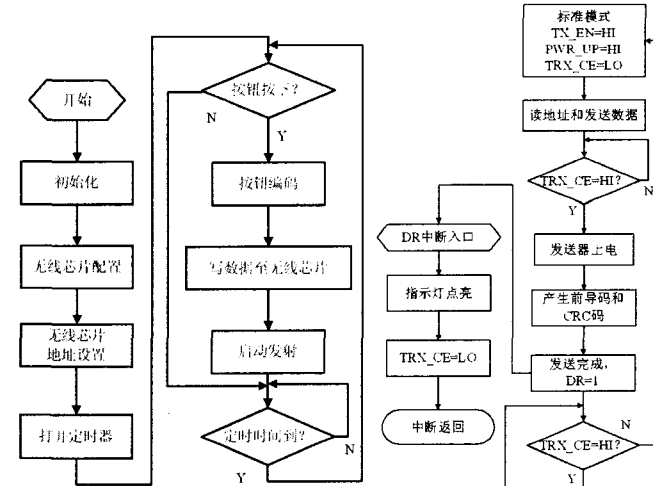 开始
初始化
无线芯片配置
无线芯片
地址设置
打开定时器
按钮按下?
N
Y
按钮编码
写数据至无线芯片
启动发射
定时时间到?
N
Y
DR中断入口
指示灯点亮
TRX_CE=LO
中断返回
标准模式
TX_EN=HI
PWR_UP=HI
TRX_CE=LO
读地址和发送数据
TRX_CE=HI?
N
Y
发送器上电
产生前导码和
CRC码
发送完成,
DR=1
N
TRX_CE=HI?
Y